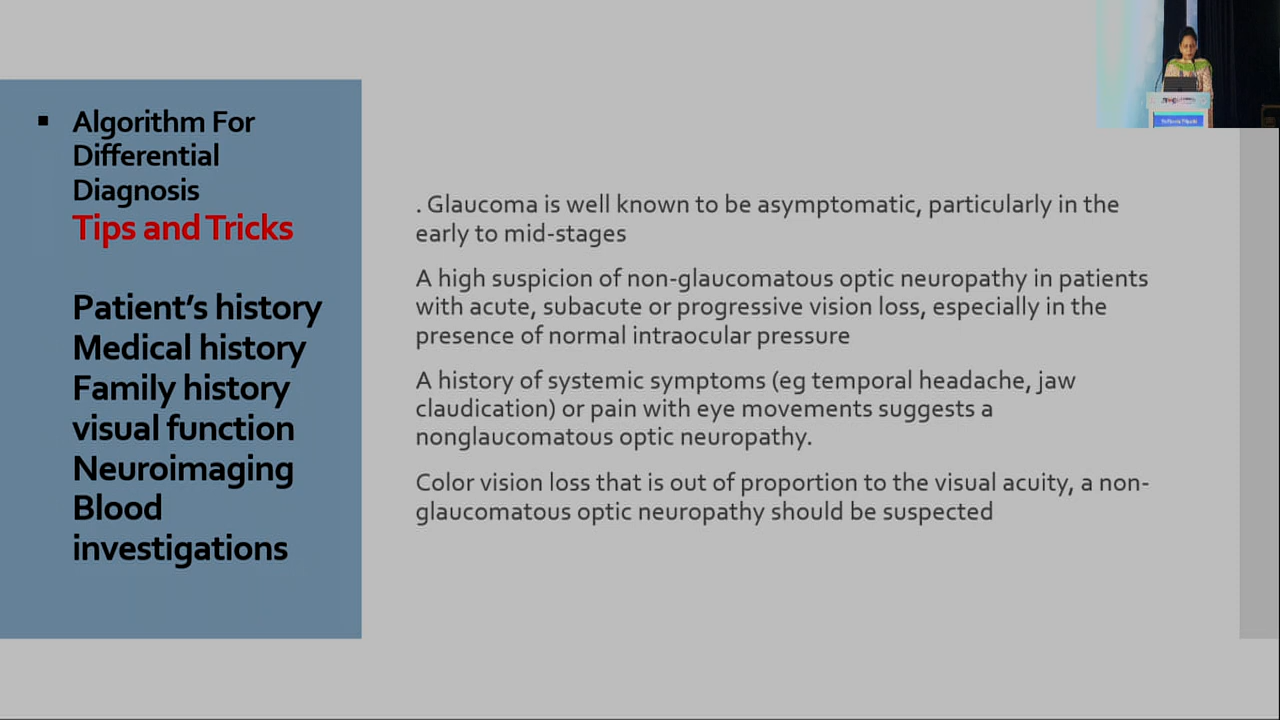 ▪ Algorithm For
Differential
Diagnosis
Tips and Tricks
Patient's history
Medical history
Family history
visual function
Neuroimaging
Blood
investigations
. Glaucoma is well known to be asymptomatic, particularly in the
early to mid-stages
A high suspicion of non-glaucomatous optic neuropathy in patients
with acute, subacute or progressive vision loss, especially in the
presence of normal intraocular pressure
A history of systemic symptoms (eg temporal headache, jaw
claudication) or pain with eye movements suggests a
nonglaucomatous optic neuropathy.
Color vision loss that is out of proportion to the visual acuity, a non-
glaucomatous optic neuropathy should be suspected